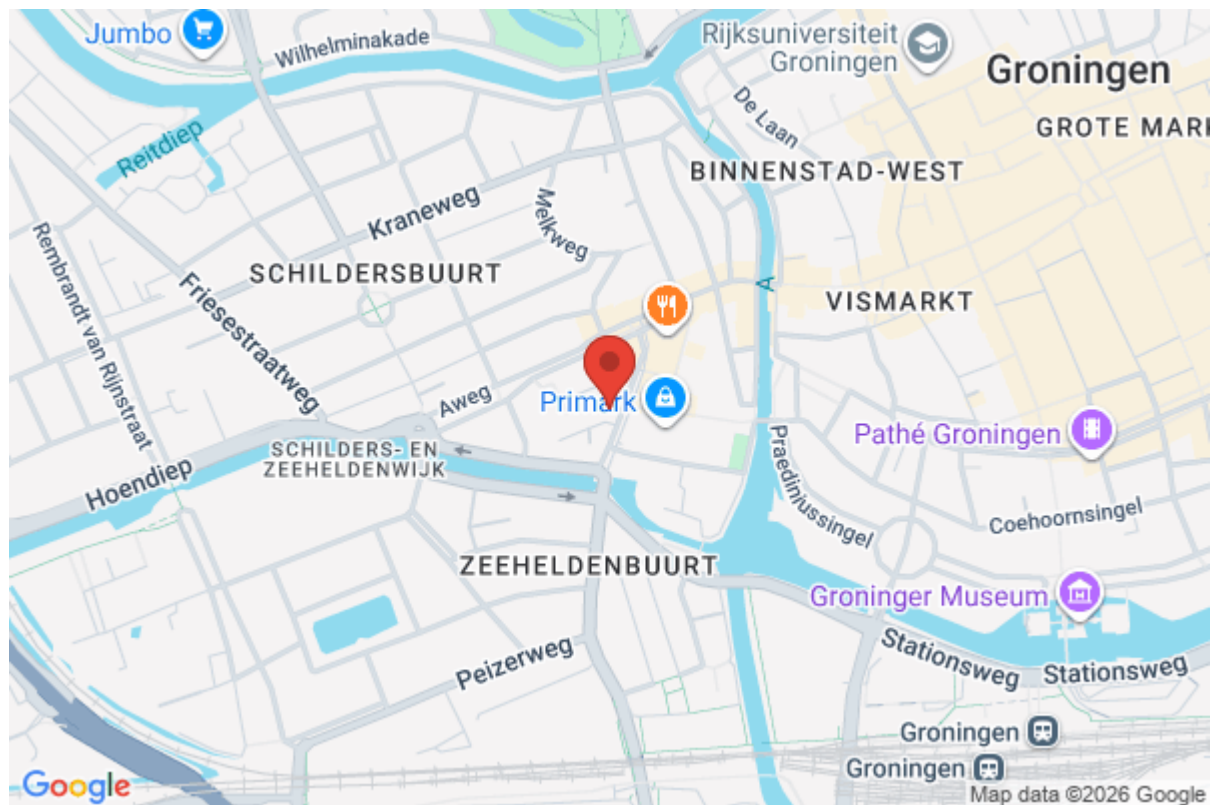 Jumbo
Wilhelminakade
Rijksuniversiteit
Groningen
Groningen
De Laan
GROTE MAR
Reitdiep
BINNENSTAD-WEST
Kraneweg
Melkweg
Rembrandt van Rijnstraat
SCHILDERSBUURT
Friesestraatweg
A
VISMARKT
Aweg
Primark
Pathé Groningen
SCHILDERS- EN
ZEEHELDENWIJK
Hoendiep
Praediniussingel
Coehoornsingel
ZEEHELDENBUURT
Groninger Museum
Peizerweg
Stationsweg
Stationsweg
Groningen
Groningen
Google
Map data ©2026 Google